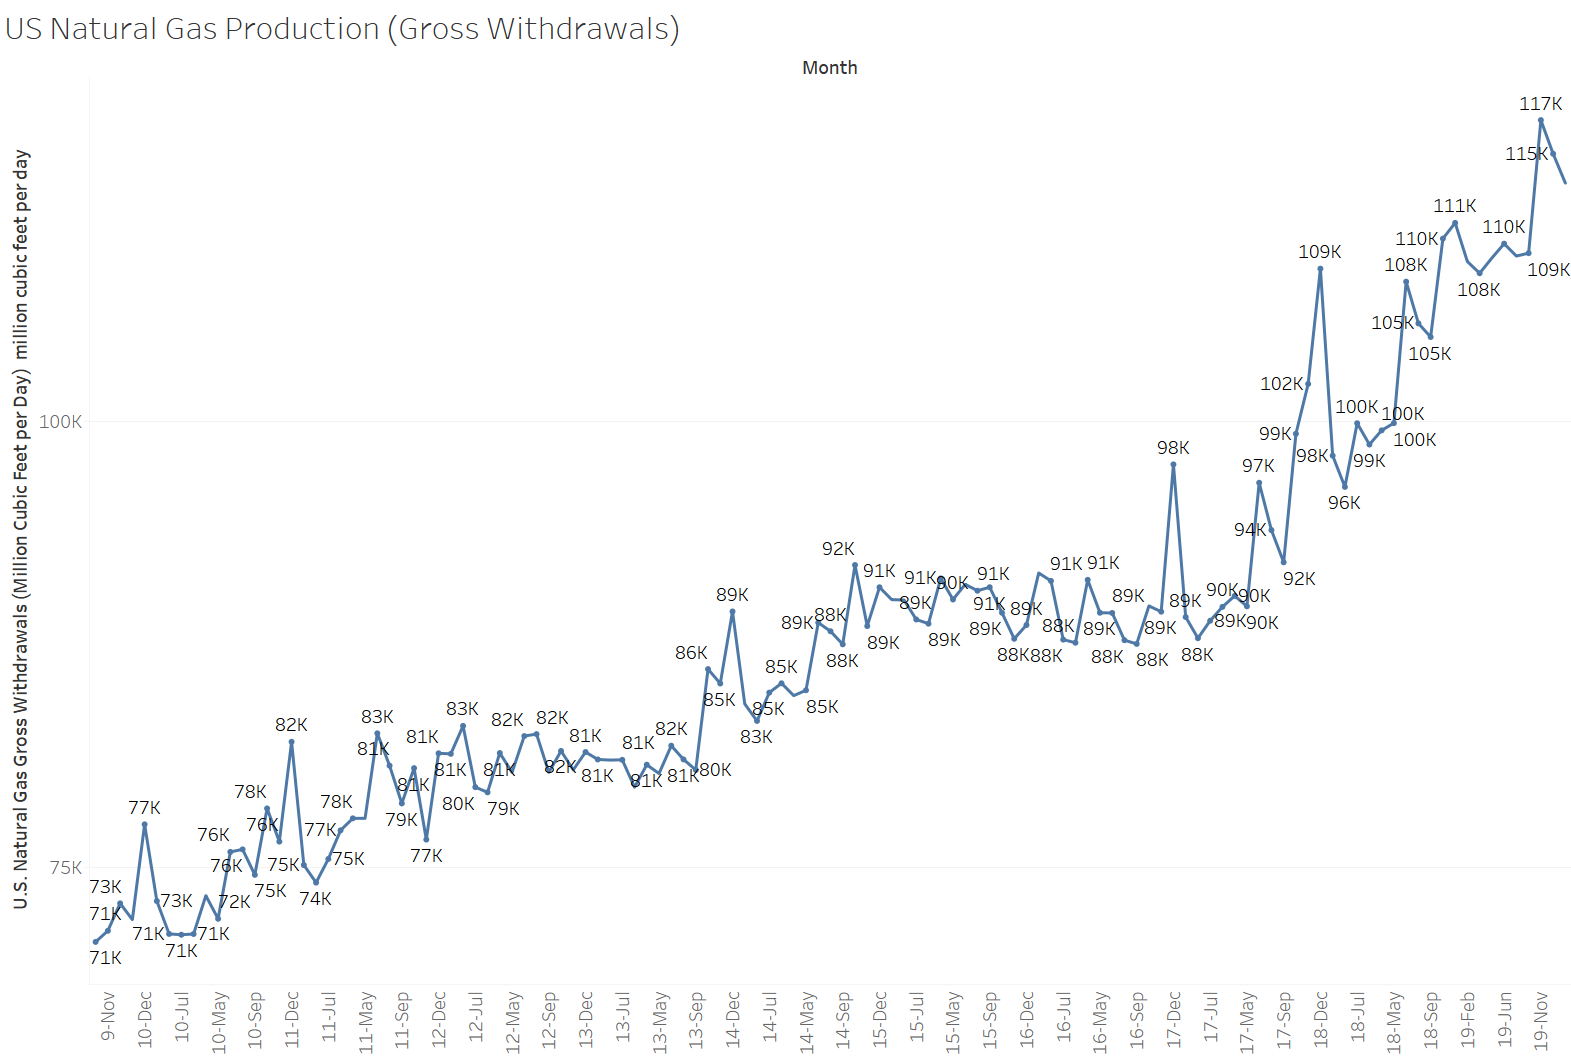 US Natural Gas Production (Gross Withdrawals)
Month
U.S. Natural Gas Gross Withdrawals (Million Cubic Feet per Day)  million cubic feet per day
117K
115K
111K
110K
110K
109K
108K
109K
108K
105K
105K
102K
100K
100K
100K
100K
99K
98K
99K
98K
97K
96K
94K
92K
92K
91K
91K
90K
91K
91K
91K
90K
90K
89K
89K
91K
89K
89K
89K
88K
89K
89K
89K
89K
90K
89K
89K
88K
88K
88K
88K
88K
88K
88K
89K
86K
85K
85K
85K
85K
83K
83K
82K
83K
82K
82K
81K
81K
81K
82K
81K
81K
81K
82K
81K
81K
81K
80K
81K
80K
79K
79K
78K
78K
77K
77K
77K
76K
76K
76K
75K
75K
75K
75K
74K
73K
73K
72K
71K
71K
71K
71K
71K
9-Nov
10-Dec
10-Jul
10-May
10-Sep
11-Dec
11-Jul
11-May
11-Sep
12-Dec
12-Jul
12-May
12-Sep
13-Dec
13-Jul
13-May
13-Sep
14-Dec
14-Jul
14-May
14-Sep
15-Dec
15-Jul
15-May
15-Sep
16-Dec
16-Jul
16-May
16-Sep
17-Dec
17-Jul
17-May
17-Sep
18-Dec
18-Jul
18-May
18-Sep
19-Feb
19-Jun
19-Nov